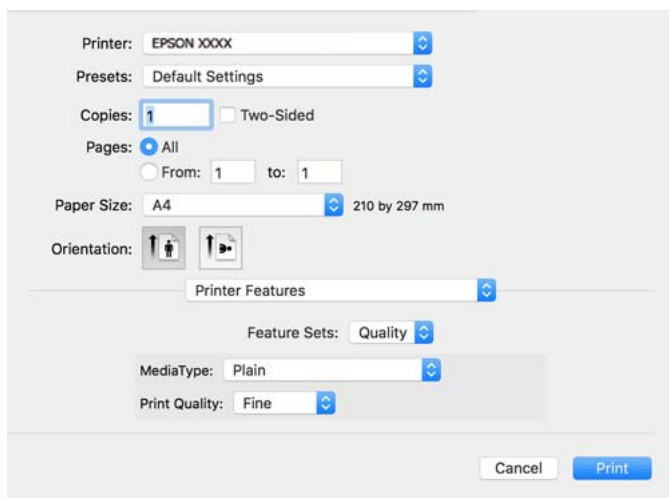 Printer: EPSON XXXX
Presets: Default Settings
Copies: 1 Two-Sided
Pages: All
From: 1 to: 1
Paper Size: A4 210 by 297 mm
Orientation:
Printer Features
Feature Sets: Quality
MediaType: Plain
Print Quality: Fine
Cancel Print